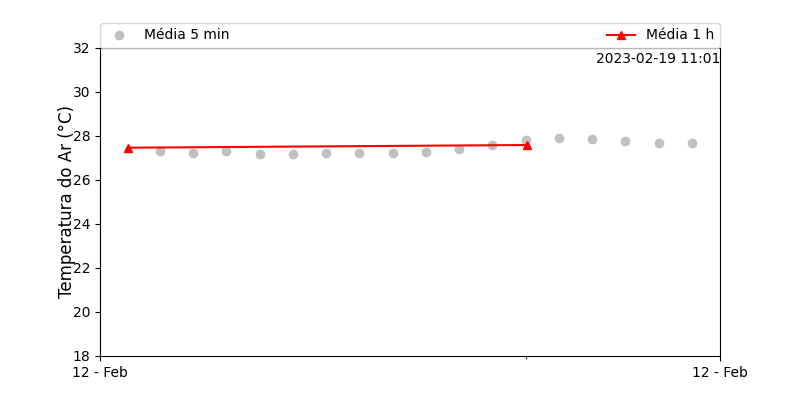 Média 5 min
Média 1 h
2023-02-19 11:01
Temperatura do Ar (°C)
32
30
28
26
24
22
20
18
12 - Feb
12 - Feb